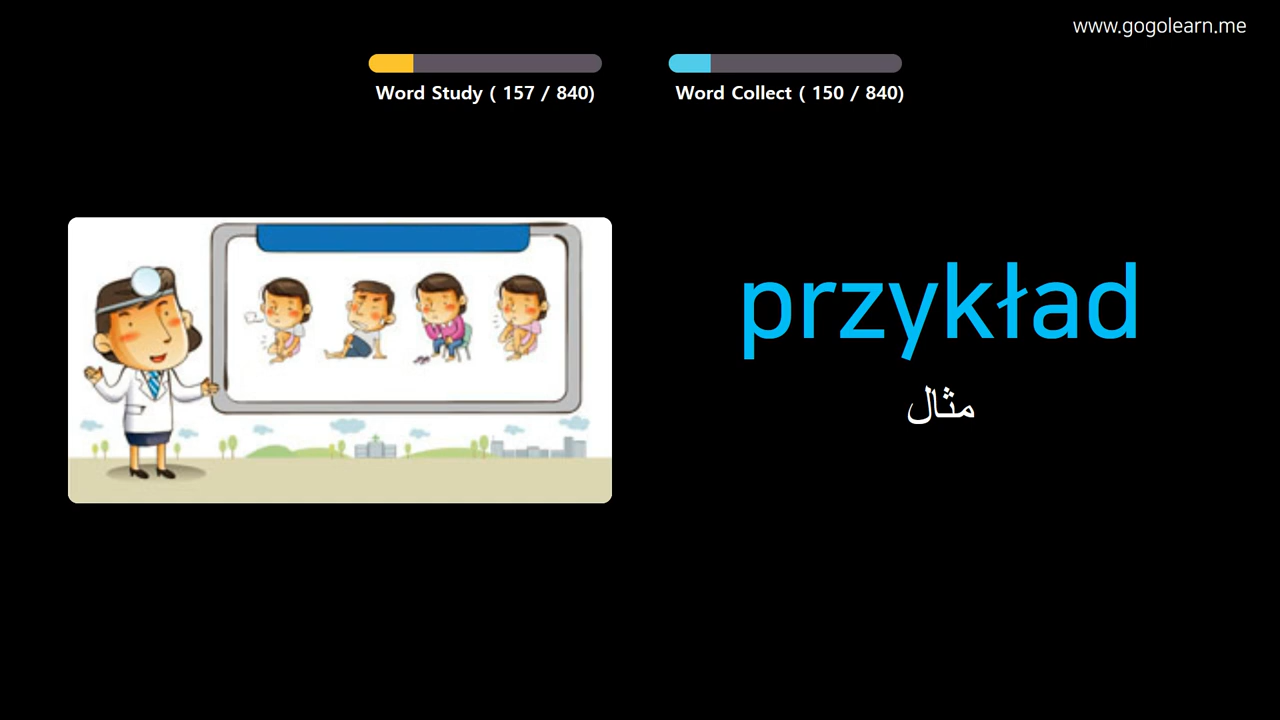 www.gogolearn.me
Word Study ( 157 / 840)
Word Collect ( 150 / 840)
przykład
مثال